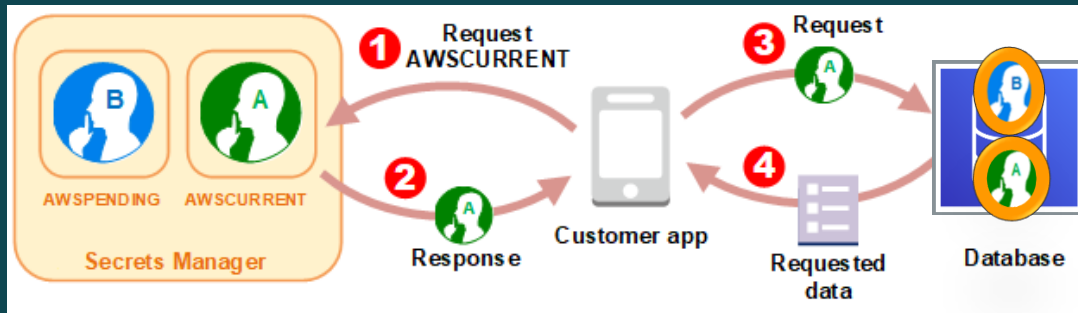 B
A
AWSPENDING
AWSCURRENT
Secrets Manager
1
Request
AWSCURRENT
2
A
Response
Customer app
3
Request
A
4
Requested
data
B
A
Database